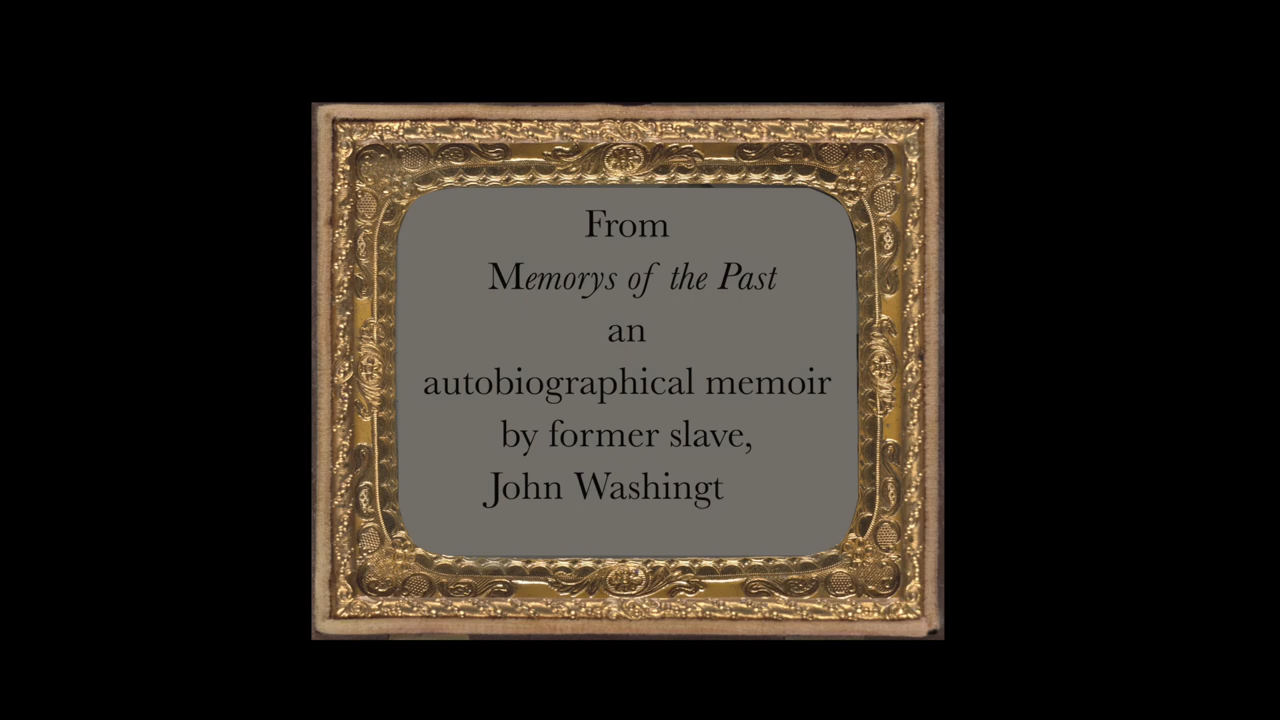 From
Memorys of the Past
an
autobiographical memoir
by former slave,
John Washingt